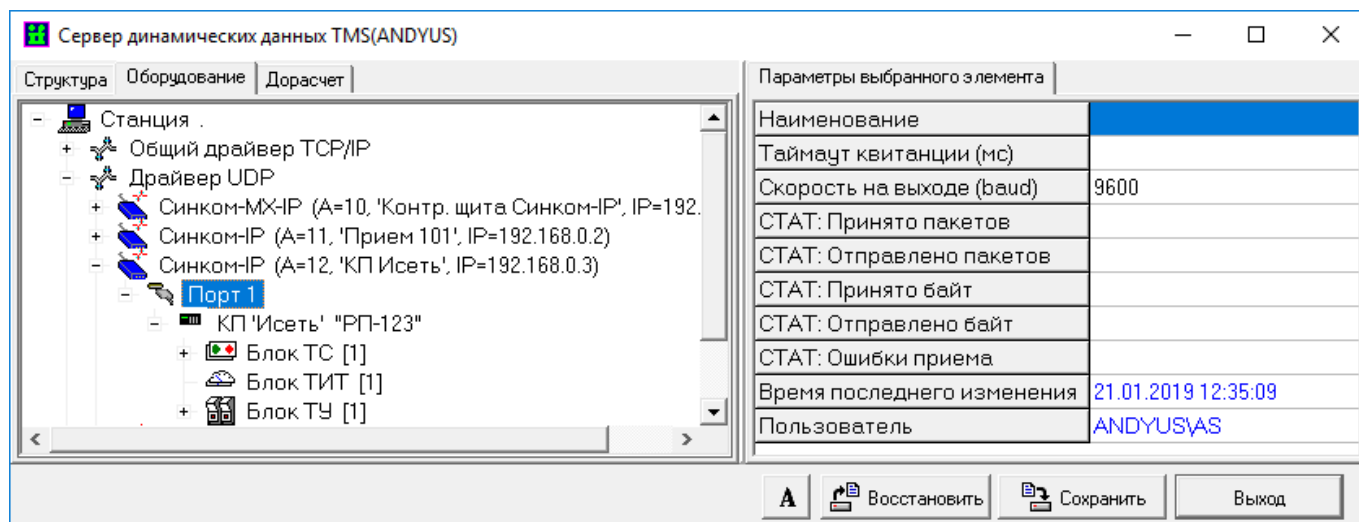 Сервер динамических данных TMS(ANDYUS)
Структура Оборудование Дорасчет
Станция .
Общий драйвер TCP/IP
Драйвер UDP
Синком-MX-IP (A=10, 'Контр. щита Синком-IP', IP=192.
Синком-IP (A=11, 'Прием 101', IP=192.168.0.2)
Синком-IP (A=12, 'КП Исеть', IP=192.168.0.3)
Порт 1
КП 'Исеть' "РП-123"
Блок ТС [1]
Блок ТИТ [1]
Блок ТУ [1]
Параметры выбранного элемента
Наименование
Таймаут квитанции (мс)
Скорость на выходе (baud) 9600
СТАТ: Принято пакетов
СТАТ: Отправлено пакетов
СТАТ: Принято байт
СТАТ: Отправлено байт
СТАТ: Ошибки приема
Время последнего изменения 21.01.2019 12:35:09
Пользователь ANDYUS\AS
A Восстановить Сохранить Выход